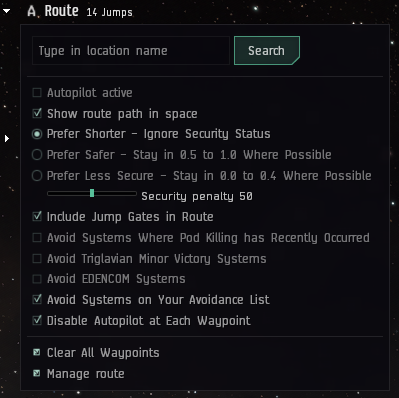 Route 14 Jumps
Type in location name
Search
Autopilot active
Show route path in space
Prefer Shorter - Ignore Security Status
Prefer Safer - Stay in 0.5 to 1.0 Where Possible
Prefer Less Secure - Stay in 0.0 to 0.4 Where Possible
Security penalty 50
Include Jump Gates in Route
Avoid Systems Where Pod Killing has Recently Occurred
Avoid Triglavian Minor Victory Systems
Avoid EDENCOM Systems
Avoid Systems on Your Avoidance List
Disable Autopilot at Each Waypoint
Clear All Waypoints
Manage route